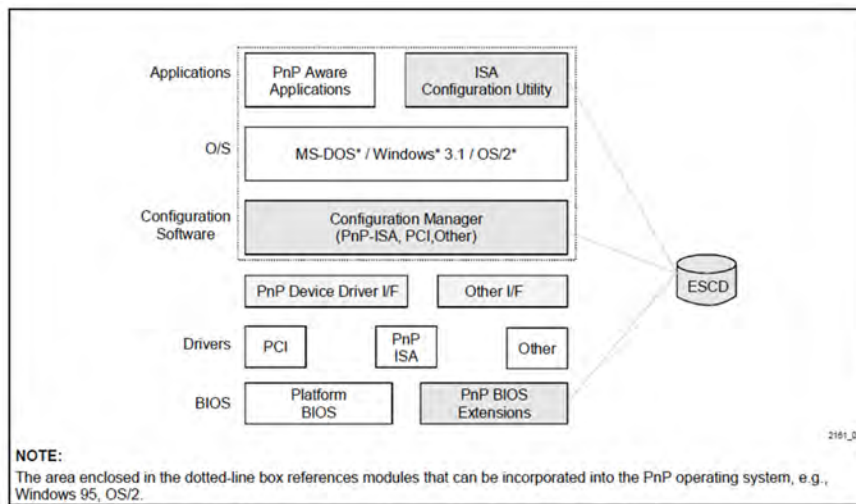 Applications
PnP Aware
Applications
ISA
Configuration Utility
O/S
MS-DOS* / Windows* 3.1 / OS/2*
Configuration
Software
Configuration Manager
(PnP-ISA, PCI,Other)
PnP Device Driver I/F
Other I/F
ESCD
Drivers
PCI
PnP
ISA
Other
BIOS
Platform
BIOS
PnP BIOS
Extensions
NOTE:
The area enclosed in the dotted-line box references modules that can be incorporated into the PnP operating system, e.g.,
Windows 95, OS/2.